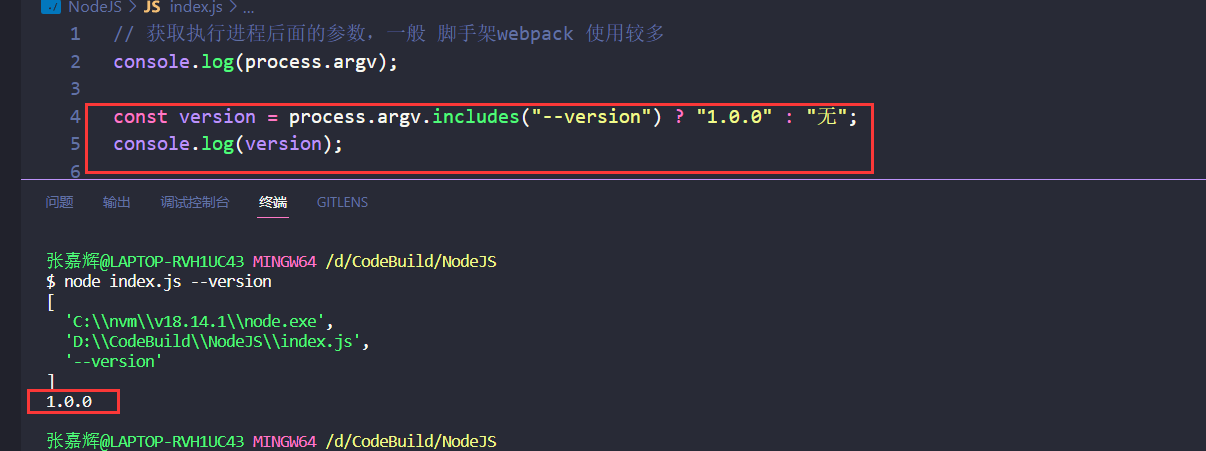 NodeJS > JS index.js > ...
1 // 获取执行进程后面的参数，一般 脚手架webpack 使用较多
2 console.log(process.argv);
3
4 const version = process.argv.includes("--version") ? "1.0.0" : "无";
5 console.log(version);
6
问题 输出 调试控制台 终端 GITLENS
张嘉辉@LAPTOP-RVH1UC43 MINGW64 /d/CodeBuild/NodeJS
$ node index.js --version
[
'C:\\nvm\\v18.14.1\\node.exe',
'D:\\CodeBuild\\NodeJS\\index.js',
'--version'
]
1.0.0
张嘉辉@LAPTOP-RVH1UC43 MINGW64 /d/CodeBuild/NodeJS